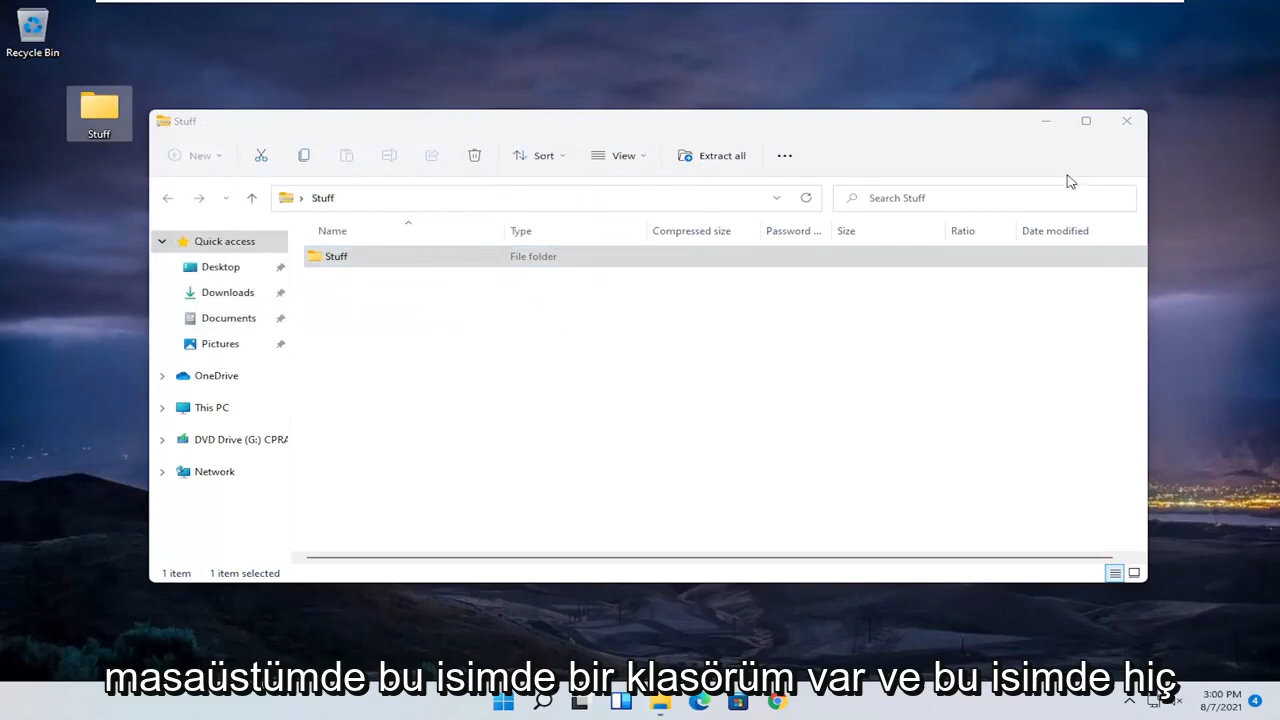 Recycle Bin
Stuff
Stuff
New
Sort
View
Extract all
Stuff
Search Stuff
Name
Type
Compressed size
Password ...
Size
Ratio
Date modified
Quick access
Stuff
File folder
Desktop
Downloads
Documents
Pictures
OneDrive
This PC
DVD Drive (G:) CPRA
Network
1 item
1 item selected
masaüstümde bu isimde bir klasörüm var ve bu isimde hiç
3:00 PM
8/7/2021
4